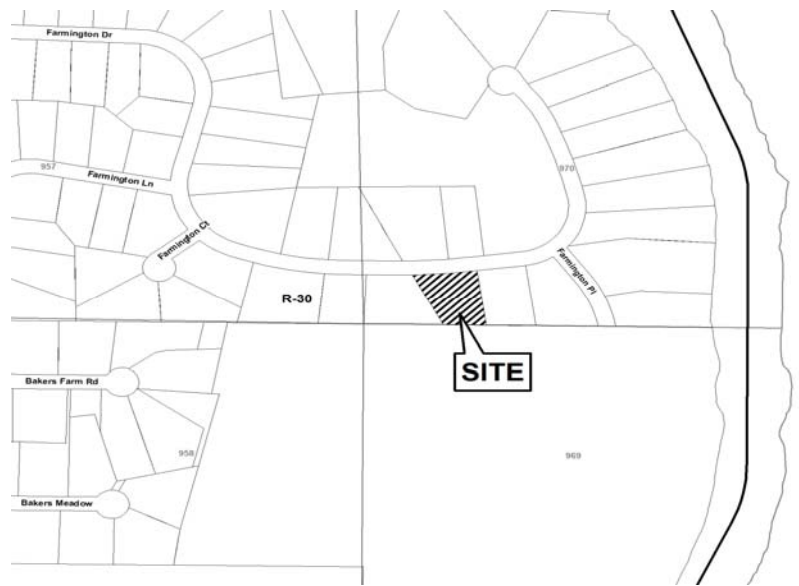 Farmington Dr
957
Farmington Ln
970
Farmington Ct
Farmington Pl
R-30
SITE
Bakers Farm Rd
958
969
Bakers Meadow